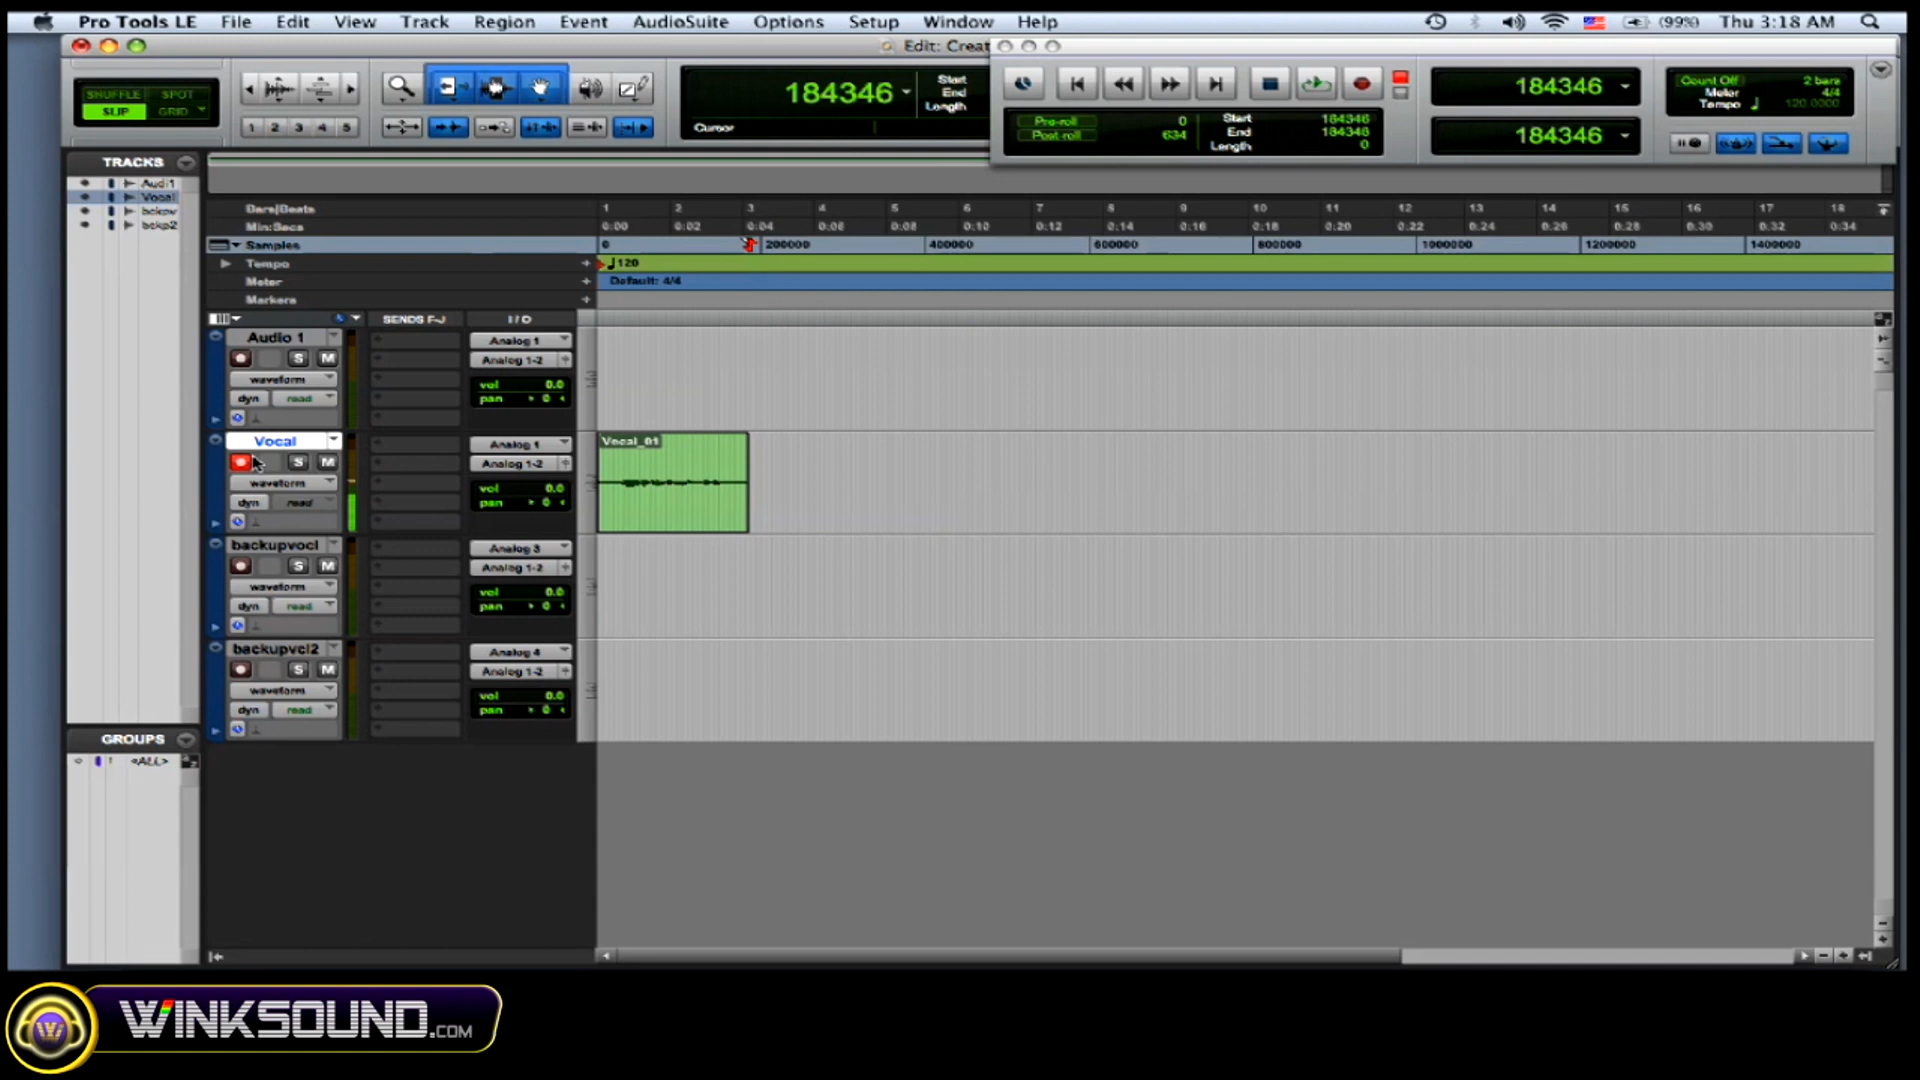 Pro Tools LE File Edit View Track Region Event AudioSuite Options Setup Window Help (99%) Thu 3:18 AM
Edit: Creat
SHUFFLE SPOT
SLIP GRID
1 2 3 4 5
184346
Start
End
Length
Cursor
Pre-roll 0
Post-roll 634
Start 184346
End 184346
Length 0
184346
184346
Count Off 2 bars
Meter 4/4
Tempo 120.0000
TRACKS
Audi1
Vocal
bckpv
bckp2
Bars|Beats 1 2 3 4 5 6 7 8 9 10 11 12 13 14 15 16 17 18
Min:Secs 0:00 0:02 0:04 0:06 0:08 0:10 0:12 0:14 0:16 0:18 0:20 0:22 0:24 0:26 0:28 0:30 0:32 0:34
Samples 0 200000 400000 600000 800000 1000000 1200000 1400000
Tempo 120
Meter Default: 4/4
Markers
SENDS F-J I/O
Audio 1 Analog 1
S M Analog 1-2
waveform vol 0.0
dyn read pan 0
Vocal Analog 1 Vocal_01
S M Analog 1-2
waveform vol 0.0
dyn read pan 0
backupvocl Analog 3
S M Analog 1-2
waveform vol 0.0
dyn read pan 0
backupvcl2 Analog 4
S M Analog 1-2
waveform vol 0.0
dyn read pan 0
GROUPS
! <ALL>
W WINKSOUND.COM